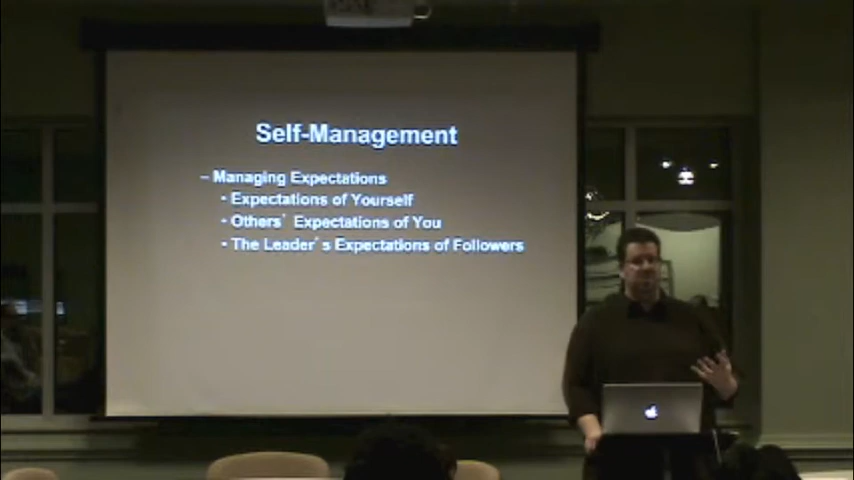 Self-Management
– Managing Expectations
• Expectations of Yourself
• Others' Expectations of You
• The Leader's Expectations of Followers